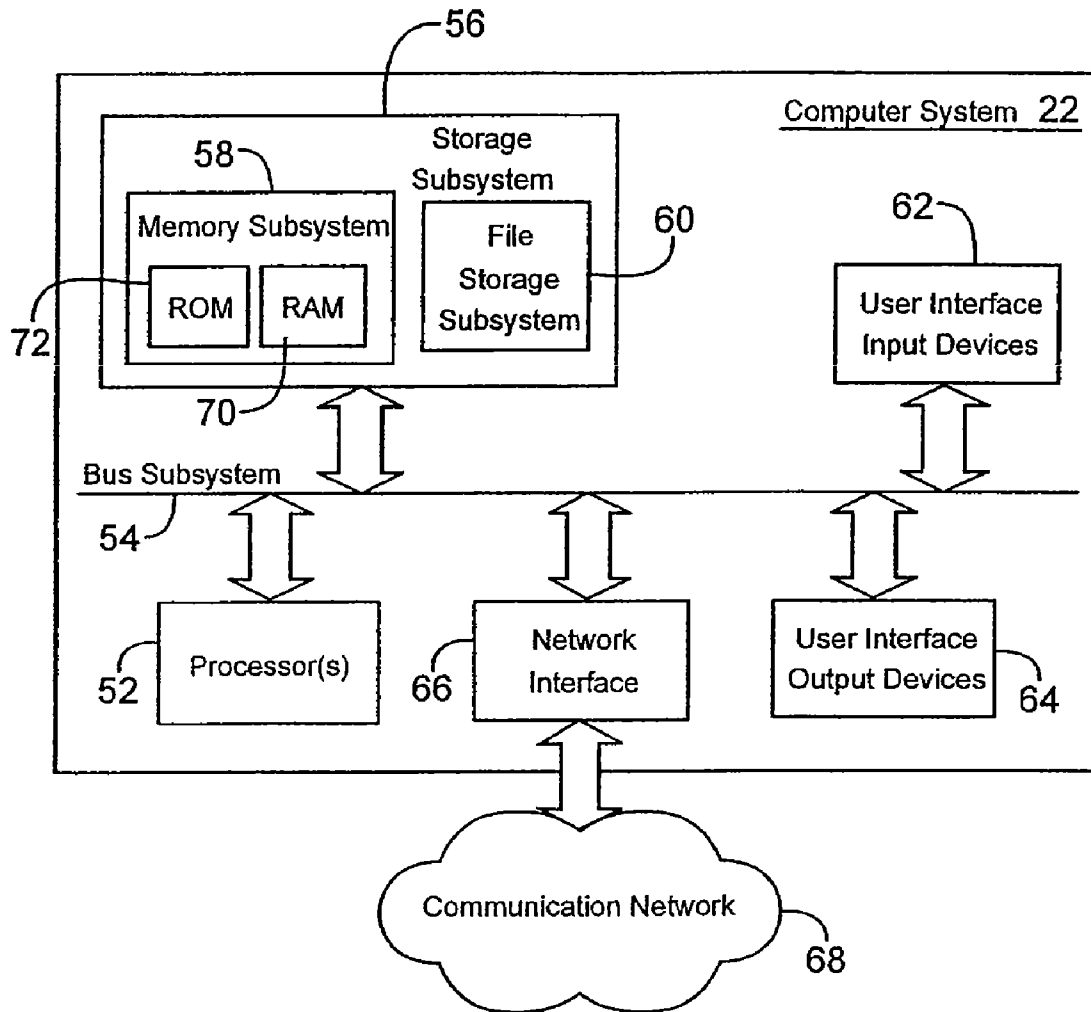 56
Computer System 22
Storage
Subsystem
58
Memory Subsystem
ROM
RAM
72
70
File
Storage
Subsystem
60
62
User Interface
Input Devices
Bus Subsystem
54
Processor(s)
52
Network
Interface
66
User Interface
Output Devices
64
Communication Network
68